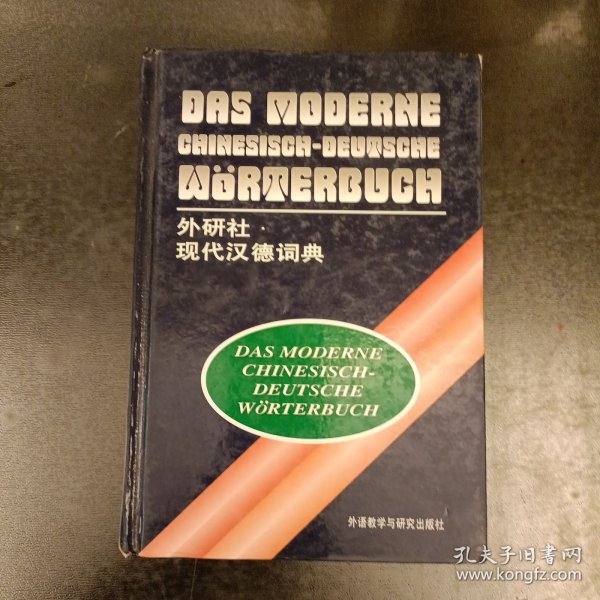 DAS MODERNE
CHINESISCH-DEUTSCHE
WöRTERBUCH
外研社·
现代汉德词典
DAS MODERNE
CHINESISCH-
DEUTSCHE
WöRTERBUCH
外语教学与研究出版社
孔夫子旧书网
www.kongfz.com